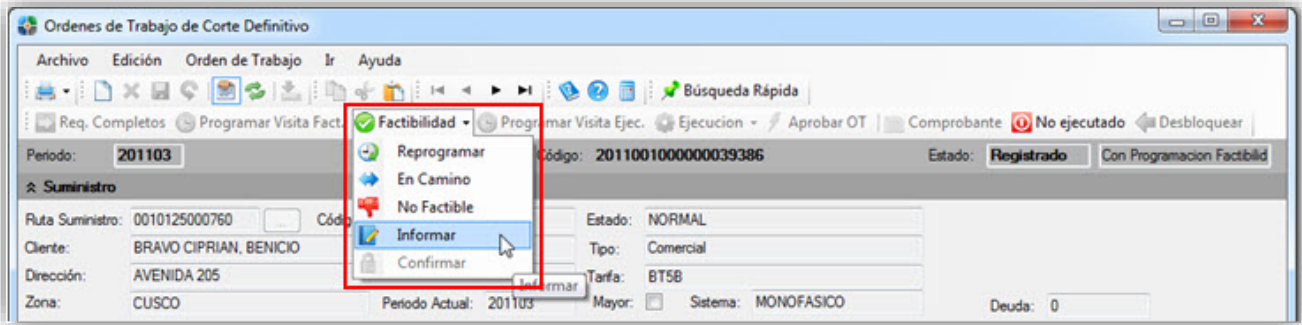 Ordenes de Trabajo de Corte Definitivo
Archivo Edición Orden de Trabajo Ir Ayuda
Búsqueda Rápida
Req. Completos Programar Visita Fact. Factibilidad Programar Visita Ejec. Ejecucion Aprobar OT Comprobante No ejecutado Desbloquear
Periodo: 201103 Código: 2011001000000039386 Estado: Registrado Con Programacion Factibilid
Reprogramar
En Camino
No Factible
Informar
Confirmar
Informar
Suministro
Ruta Suministro: 0010125000760 ... Códig Estado: NORMAL
Cliente: BRAVO CIPRIAN, BENICIO Tipo: Comercial
Dirección: AVENIDA 205 Tarifa: BT5B
Zona: CUSCO Periodo Actual: 201103 Mayor: Sistema: MONOFASICO Deuda: 0